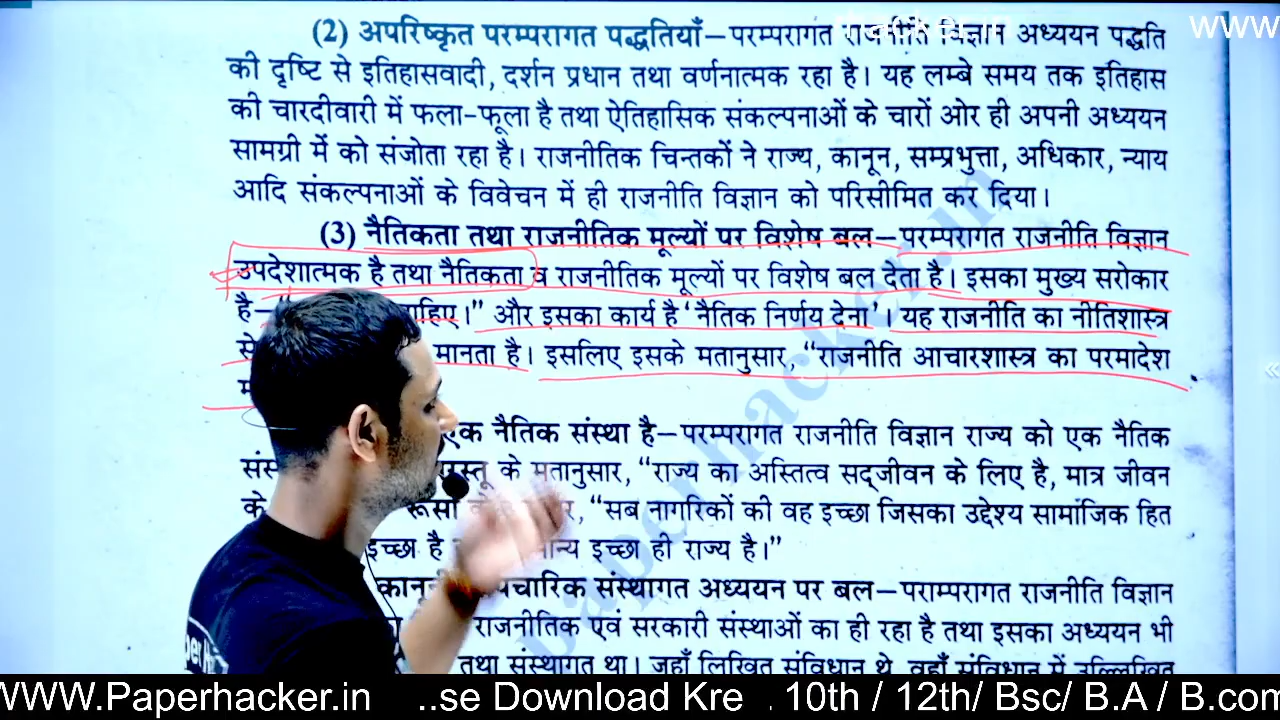 hacker.in
www
(2) अपरिष्कृत परम्परागत पद्धतियाँ—परम्परागत राजनीति विज्ञान अध्ययन पद्धति
की दृष्टि से इतिहासवादी, दर्शन प्रधान तथा वर्णनात्मक रहा है। यह लम्बे समय तक इतिहास
की चारदीवारी में फला-फूला है तथा ऐतिहासिक संकल्पनाओं के चारों ओर ही अपनी अध्ययन
सामग्री में को संजोता रहा है। राजनीतिक चिन्तकों ने राज्य, कानून, सम्प्रभुत्ता, अधिकार, न्याय
आदि संकल्पनाओं के विवेचन में ही राजनीति विज्ञान को परिसीमित कर दिया।
(3) नैतिकता तथा राजनीतिक मूल्यों पर विशेष बल—परम्परागत राजनीति विज्ञान
उपदेशात्मक है तथा नैतिकता व राजनीतिक मूल्यों पर विशेष बल देता है। इसका मुख्य सरोकार
है— हिए।” और इसका कार्य है ‘नैतिक निर्णय देना’। यह राजनीति का नीतिशास्त्र
से मानता है। इसलिए इसके मतानुसार, “राजनीति आचारशास्त्र का परमादेश
एक नैतिक संस्था है—परम्परागत राजनीति विज्ञान राज्य को एक नैतिक
संस स्तू के मतानुसार, “राज्य का अस्तित्व सद्जीवन के लिए है, मात्र जीवन
के रूसो “सब नागरिकों की वह इच्छा जिसका उद्देश्य सामाजिक हित
इच्छा है न्य इच्छा ही राज्य है।”
कानू चारिक संस्थागत अध्ययन पर बल—पराम्परागत राजनीति विज्ञान
राजनीतिक एवं सरकारी संस्थाओं का ही रहा है तथा इसका अध्ययन भी
तथा संस्थागत था। जहाँ लिखित संविधान थे, वहाँ संविधान में उल्लिखित
paperhacker.in
WWW.Paperhacker.in ..se Download Kre . 10th / 12th/ Bsc/ B.A / B.com